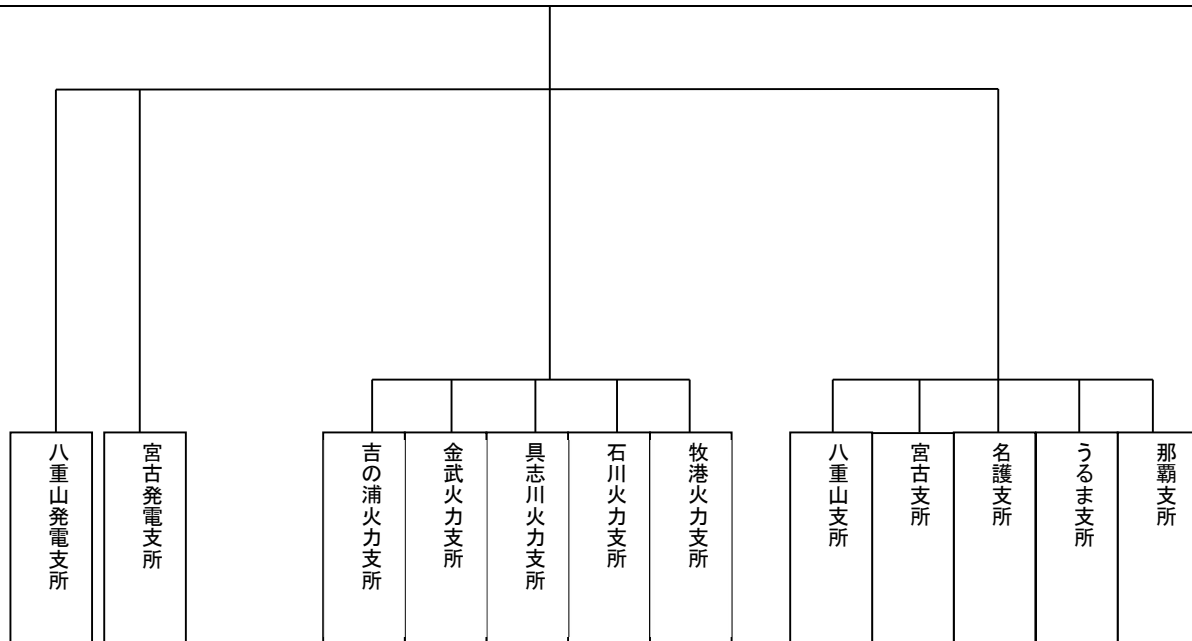 那覇支所
うるま支所
名護支所
宮古支所
八重山支所
牧港火力支所
石川火力支所
具志川火力支所
金武火力支所
吉の浦火力支所
宮古発電支所
八重山発電支所